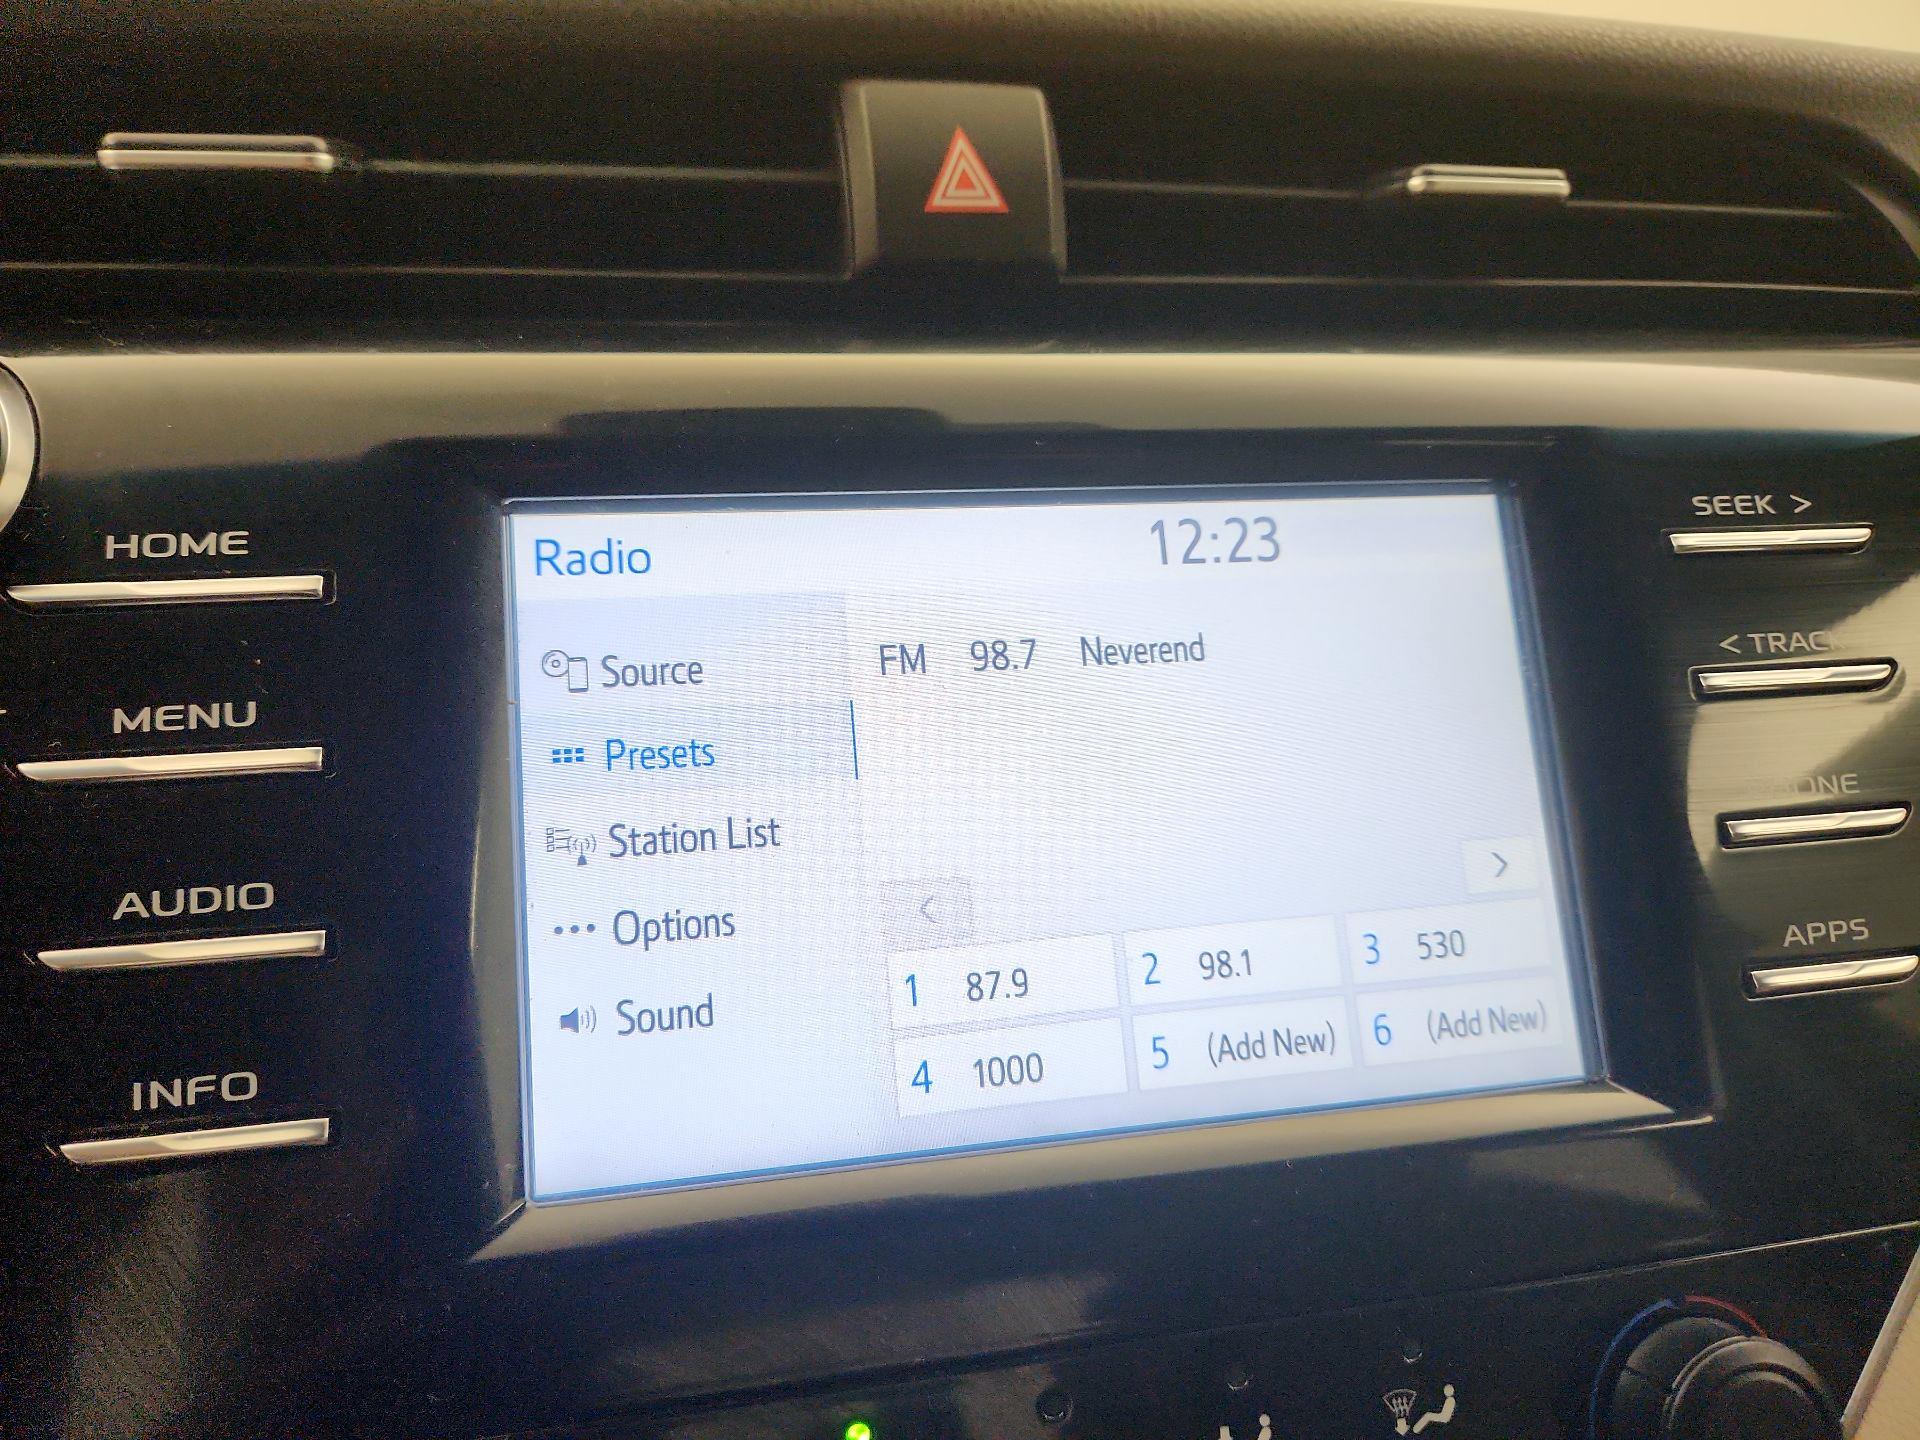 HOME
MENU
AUDIO
INFO
Radio
12:23
Source
Presets
Station List
Options
Sound
FM 98.7 Neverend
<
>
1 87.9
2 98.1
3 530
4 1000
5 (Add New)
6 (Add New)
SEEK >
< TRACK
APPS